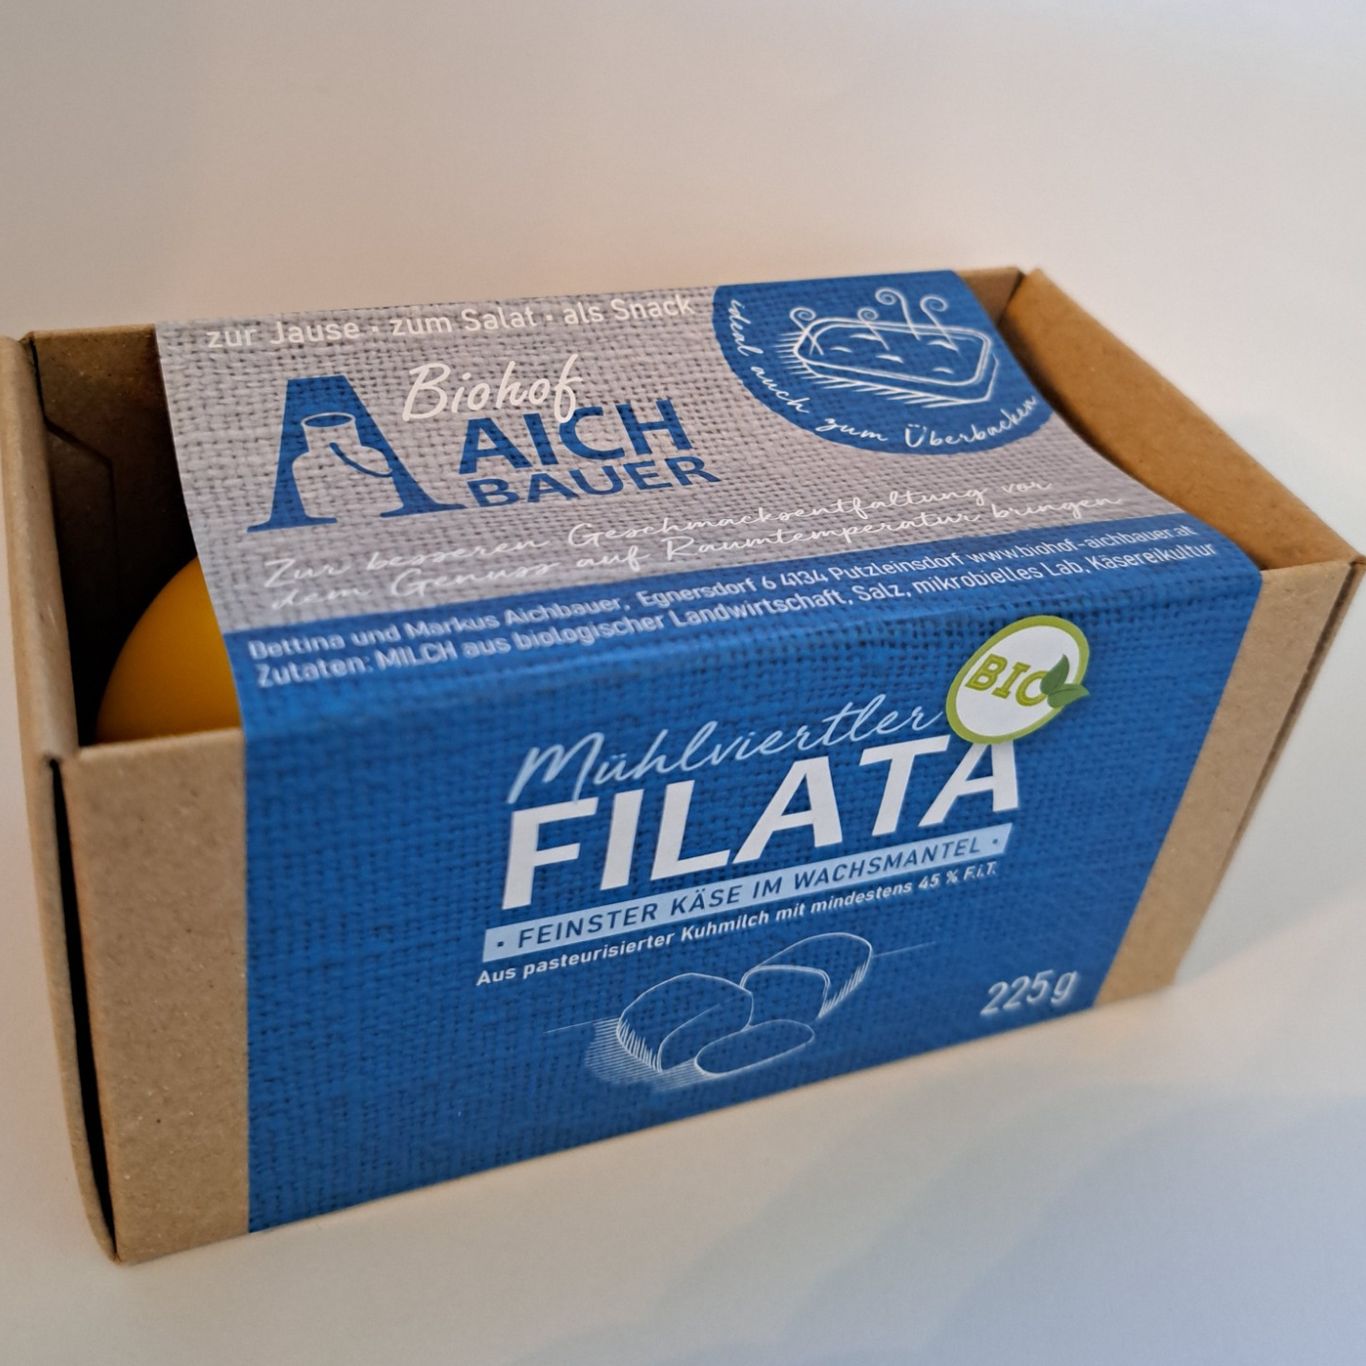 zur Jause · zum Salat · als Snack
ideal auch zum Überbacken
Biohof
AICH
BAUER
Zur besseren Geschmacksentfaltung vor
dem Genuss auf Raumtemperatur bringen
Bettina und Markus Aichbauer, Egnersdorf 6 4134 Putzleinsdorf www.biohof-aichbauer.at
Zutaten: MILCH aus biologischer Landwirtschaft, Salz, mikrobielles Lab, Käsereikultur
BIO
Mühlviertler
FILATA
· FEINSTER KÄSE IM WACHSMANTEL ·
Aus pasteurisierter Kuhmilch mit mindestens 45 % F.i.T.
225g